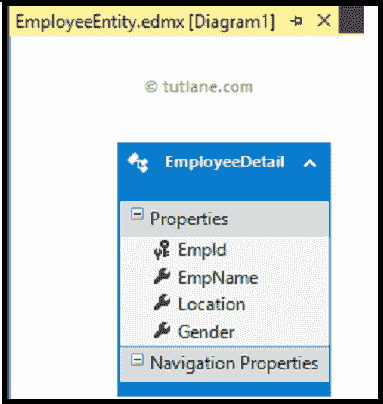 EmployeeEntity.edmx [Diagram1]
© tutlane.com
EmployeeDetail
Properties
EmpId
EmpName
Location
Gender
Navigation Properties